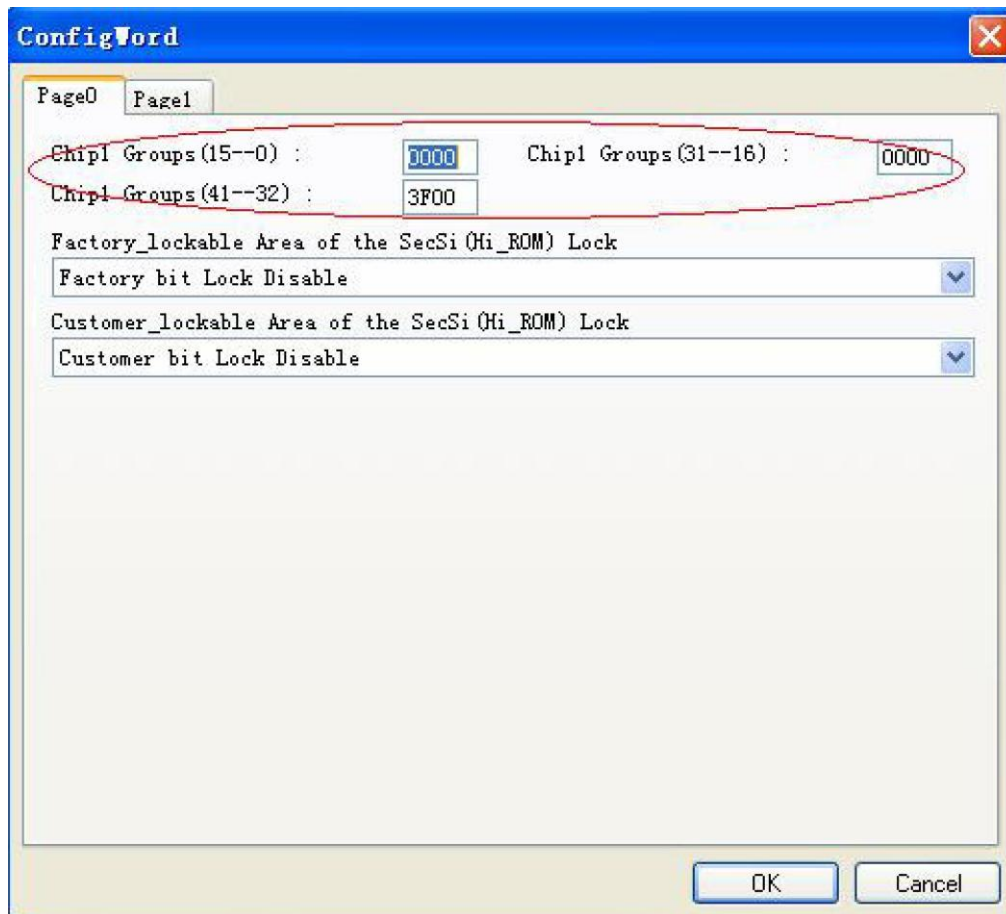 ConfigWord
Page0 Page1
Chip1 Groups(15--0) : 0000 Chip1 Groups(31--16) : 0000
Chip1 Groups(41--32) : 3F00
Factory_lockable Area of the SecSi(Hi_ROM) Lock
Factory bit Lock Disable
Customer_lockable Area of the SecSi(Hi_ROM) Lock
Customer bit Lock Disable
OK Cancel